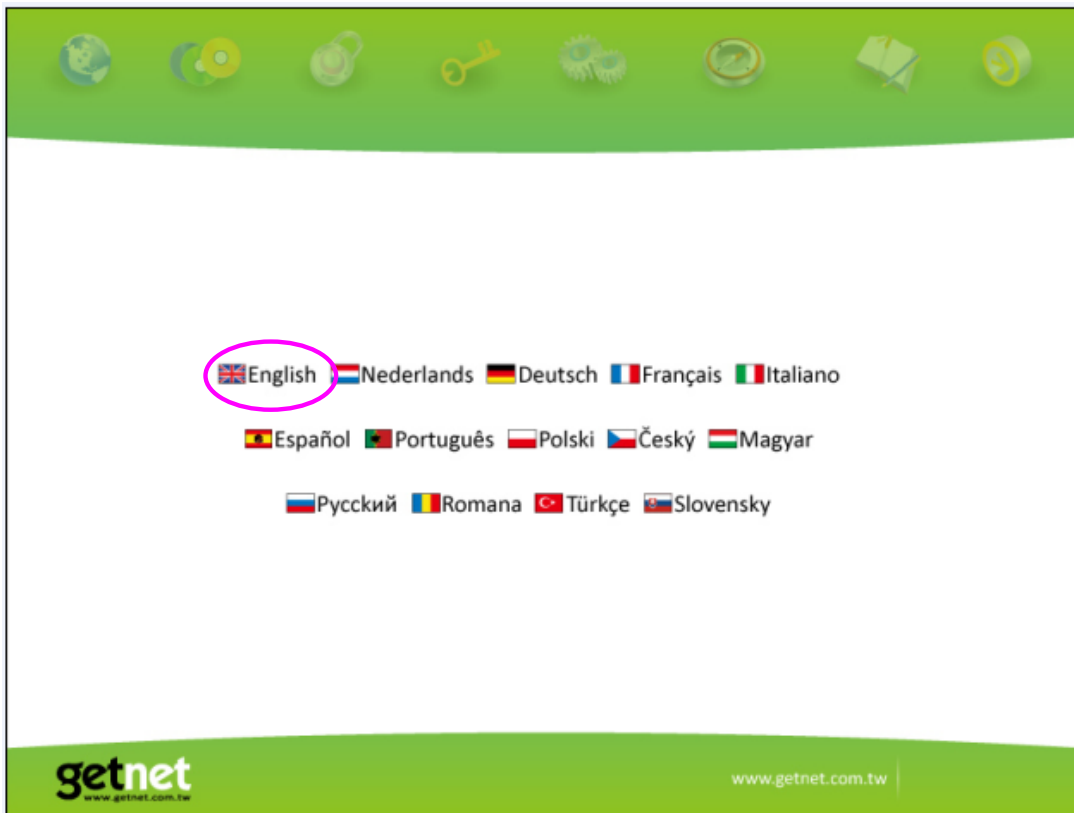 English Nederlands Deutsch Français Italiano
Español Português Polski Český Magyar
Русский Romana Türkçe Slovensky
getnet
www.getnet.com.tw
www.getnet.com.tw